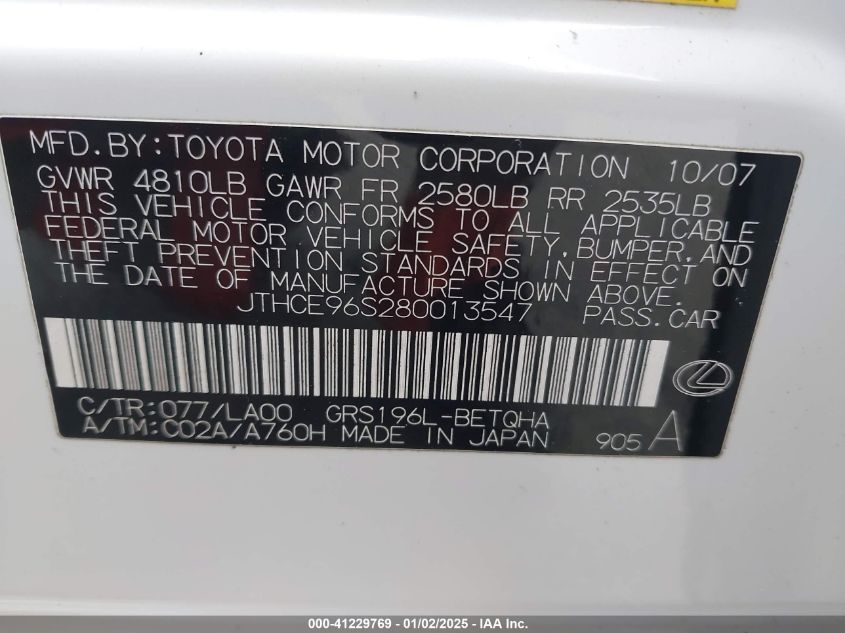 MFD.BY:TOYOTA MOTOR CORPORATION 10/07
GVWR 4810LB GAWR FR 2580LB RR 2535LB
THIS VEHICLE CONFORMS TO ALL APPLICABLE
FEDERAL MOTOR VEHICLE SAFETY,BUMPER,AND
THEFT PREVENTION STANDARDS IN EFFECT ON
THE DATE OF MANUFACTURE SHOWN ABOVE.
JTHCE96S280013547 PASS.CAR
C/TR:077/LA00 GRS196L-BETQHA
A/TM:C02A/A760H MADE IN JAPAN 905 A
000-41229769 - 01/02/2025 - IAA Inc.